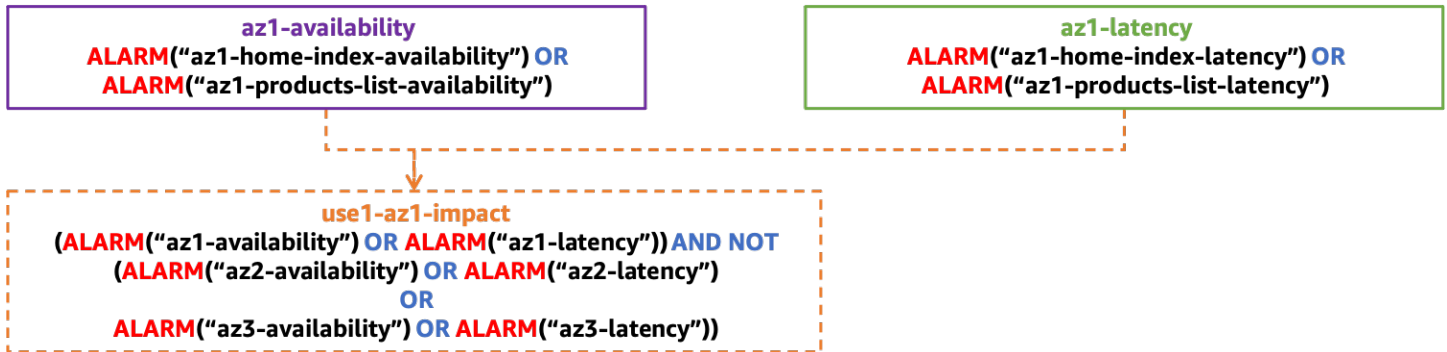 az1-availability
ALARM(“az1-home-index-availability”) OR
ALARM(“az1-products-list-availability”)
az1-latency
ALARM(“az1-home-index-latency”) OR
ALARM(“az1-products-list-latency”)
use1-az1-impact
(ALARM(“az1-availability”) OR ALARM(“az1-latency”)) AND NOT
(ALARM(“az2-availability”) OR ALARM(“az2-latency”)
OR
ALARM(“az3-availability”) OR ALARM(“az3-latency”))